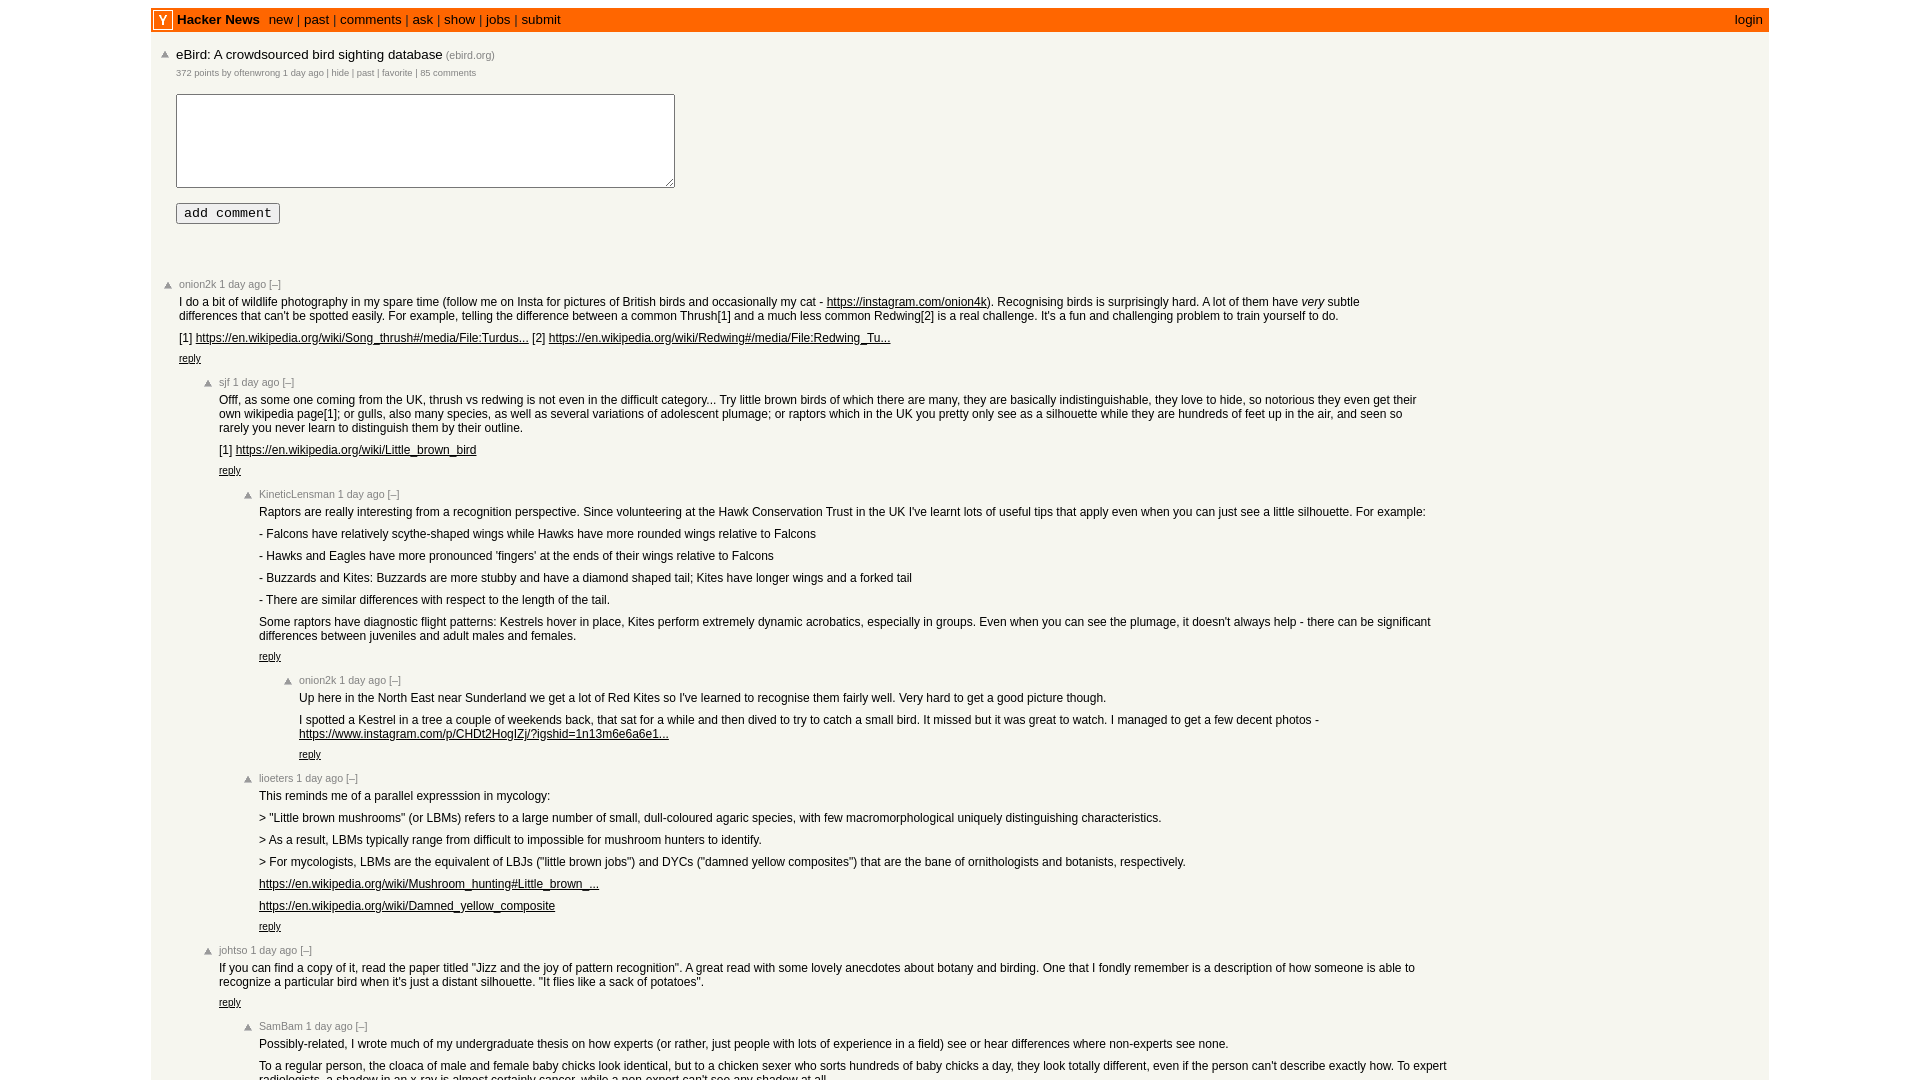 Y Hacker News new | past | comments | ask | show | jobs | submit login
eBird: A crowdsourced bird sighting database (ebird.org)
372 points by oftenwrong 1 day ago | hide | past | favorite | 85 comments
add comment
onion2k 1 day ago [–]
I do a bit of wildlife photography in my spare time (follow me on Insta for pictures of British birds and occasionally my cat - https://instagram.com/onion4k). Recognising birds is surprisingly hard. A lot of them have very subtle
differences that can't be spotted easily. For example, telling the difference between a common Thrush[1] and a much less common Redwing[2] is a real challenge. It's a fun and challenging problem to train yourself to do.
[1] https://en.wikipedia.org/wiki/Song_thrush#/media/File:Turdus... [2] https://en.wikipedia.org/wiki/Redwing#/media/File:Redwing_Tu...
reply
sjf 1 day ago [–]
Offf, as some one coming from the UK, thrush vs redwing is not even in the difficult category... Try little brown birds of which there are many, they are basically indistinguishable, they love to hide, so notorious they even get their
own wikipedia page[1]; or gulls, also many species, as well as several variations of adolescent plumage; or raptors which in the UK you pretty only see as a silhouette while they are hundreds of feet up in the air, and seen so
rarely you never learn to distinguish them by their outline.
[1] https://en.wikipedia.org/wiki/Little_brown_bird
reply
KineticLensman 1 day ago [–]
Raptors are really interesting from a recognition perspective. Since volunteering at the Hawk Conservation Trust in the UK I've learnt lots of useful tips that apply even when you can just see a little silhouette. For example:
- Falcons have relatively scythe-shaped wings while Hawks have more rounded wings relative to Falcons
- Hawks and Eagles have more pronounced 'fingers' at the ends of their wings relative to Falcons
- Buzzards and Kites: Buzzards are more stubby and have a diamond shaped tail; Kites have longer wings and a forked tail
- There are similar differences with respect to the length of the tail.
Some raptors have diagnostic flight patterns: Kestrels hover in place, Kites perform extremely dynamic acrobatics, especially in groups. Even when you can see the plumage, it doesn't always help - there can be significant
differences between juveniles and adult males and females.
reply
onion2k 1 day ago [–]
Up here in the North East near Sunderland we get a lot of Red Kites so I've learned to recognise them fairly well. Very hard to get a good picture though.
I spotted a Kestrel in a tree a couple of weekends back, that sat for a while and then dived to try to catch a small bird. It missed but it was great to watch. I managed to get a few decent photos -
https://www.instagram.com/p/CHDt2HogIZj/?igshid=1n13m6e6a6e1...
reply
lioeters 1 day ago [–]
This reminds me of a parallel expresssion in mycology:
> "Little brown mushrooms" (or LBMs) refers to a large number of small, dull-coloured agaric species, with few macromorphological uniquely distinguishing characteristics.
> As a result, LBMs typically range from difficult to impossible for mushroom hunters to identify.
> For mycologists, LBMs are the equivalent of LBJs ("little brown jobs") and DYCs ("damned yellow composites") that are the bane of ornithologists and botanists, respectively.
https://en.wikipedia.org/wiki/Mushroom_hunting#Little_brown_...
https://en.wikipedia.org/wiki/Damned_yellow_composite
reply
johtso 1 day ago [–]
If you can find a copy of it, read the paper titled "Jizz and the joy of pattern recognition". A great read with some lovely anecdotes about botany and birding. One that I fondly remember is a description of how someone is able to
recognize a particular bird when it's just a distant silhouette. "It flies like a sack of potatoes".
reply
SamBam 1 day ago [–]
Possibly-related, I wrote much of my undergraduate thesis on how experts (or rather, just people with lots of experience in a field) see or hear differences where non-experts see none.
To a regular person, the cloaca of male and female baby chicks look identical, but to a chicken sexer who sorts hundreds of baby chicks a day, they look totally different, even if the person can't describe exactly how. To expert
radiologists, a shadow in an x-ray is almost certainly cancer, while a non-expert can't see any shadow at all.